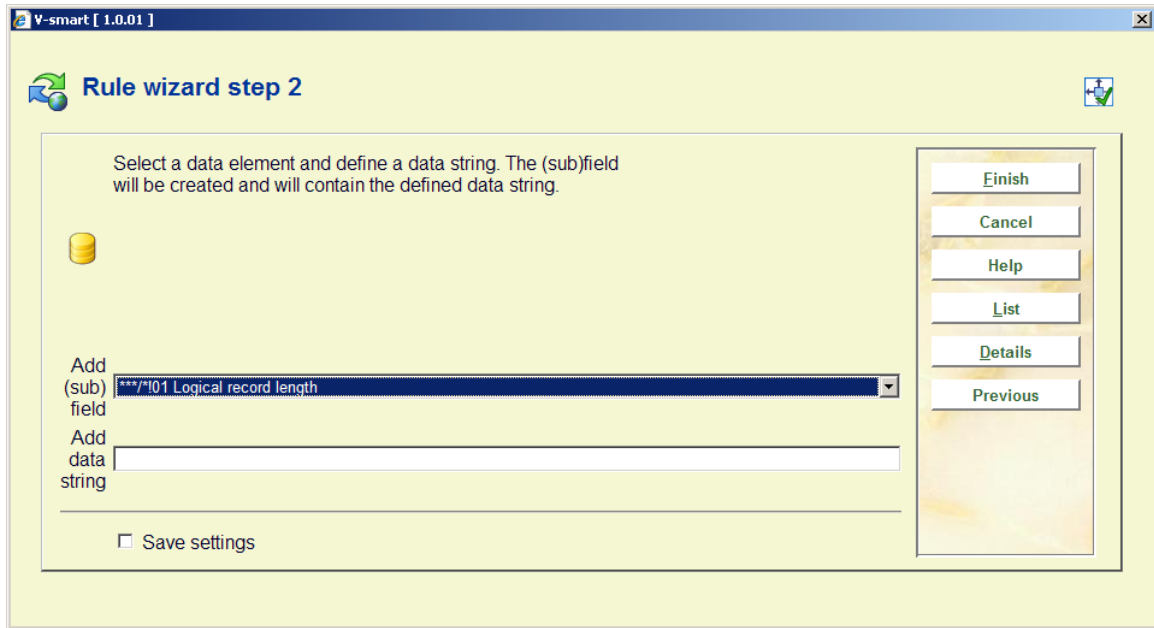 V-smart [ 1.0.01 ]
Rule wizard step 2
Select a data element and define a data string. The (sub)field
will be created and will contain the defined data string.
Finish
Cancel
Help
List
Details
Previous
Add
(sub)
field
***/*!01 Logical record length
Add
data
string
Save settings